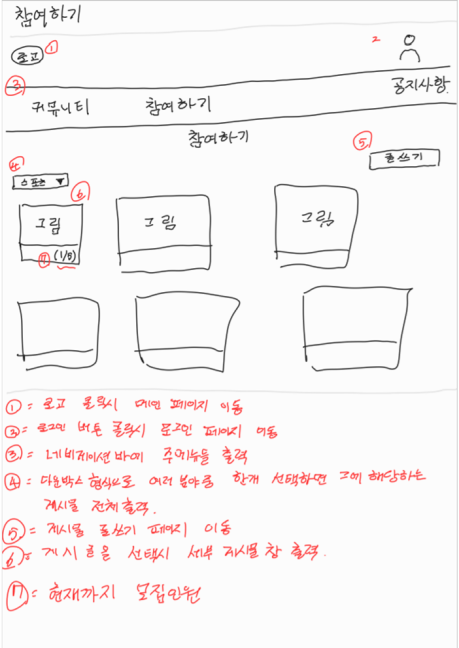 참여하기
로고 ①
2
③
커뮤니티 참여하기 공지사항
참여하기
④ ⑤
스포츠 ▼ 글쓰기
⑥
그림 그림 그림
⑦ (1/5)
①= 로고 클릭시 메인 페이지 이동
②= 로그인 버튼 클릭시 로그인 페이지 이동
③= 네비게이션바에 주메뉴들 출력
④= 다운박스 형식으로 여러 분야중 한개 선택하면 그에 해당하는
게시물 전체출력.
⑤= 게시물 글쓰기 페이지 이동
⑥= 게시글을 선택시 세부 게시물 창 출력.
⑦= 현재까지 모집인원